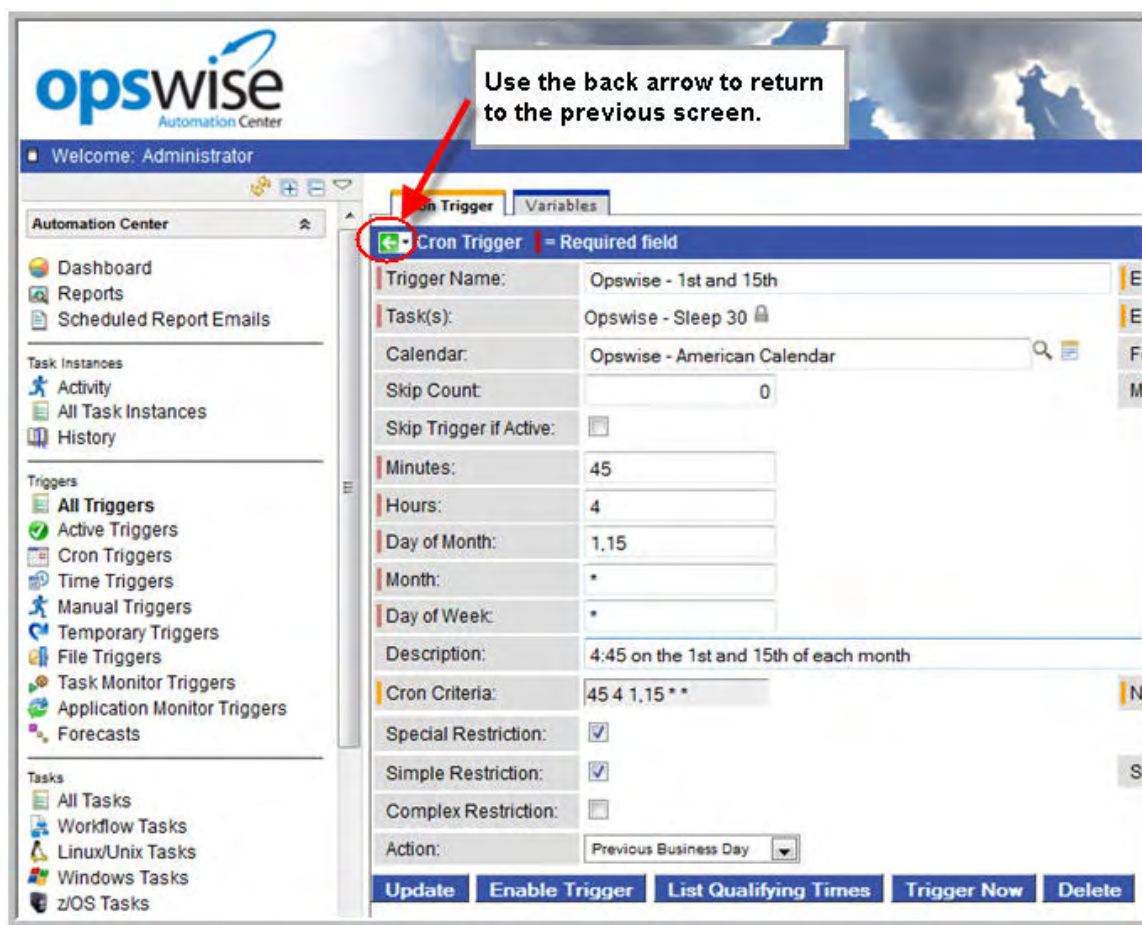 opswise
Automation Center
Use the back arrow to return
to the previous screen.
Welcome: Administrator
Automation Center
Dashboard
Reports
Scheduled Report Emails
Task Instances
Activity
All Task Instances
History
Triggers
All Triggers
Active Triggers
Cron Triggers
Time Triggers
Manual Triggers
Temporary Triggers
File Triggers
Task Monitor Triggers
Application Monitor Triggers
Forecasts
Tasks
All Tasks
Workflow Tasks
Linux/Unix Tasks
Windows Tasks
z/OS Tasks
Trigger Variables
Cron Trigger = Required field
Trigger Name: Opswise - 1st and 15th E
Task(s): Opswise - Sleep 30 E
Calendar: Opswise - American Calendar F
Skip Count: 0 M
Skip Trigger if Active:
Minutes: 45
Hours: 4
Day of Month: 1,15
Month: *
Day of Week: *
Description: 4:45 on the 1st and 15th of each month
Cron Criteria: 45 4 1,15 * * N
Special Restriction:
Simple Restriction: S
Complex Restriction:
Action: Previous Business Day
Update Enable Trigger List Qualifying Times Trigger Now Delete